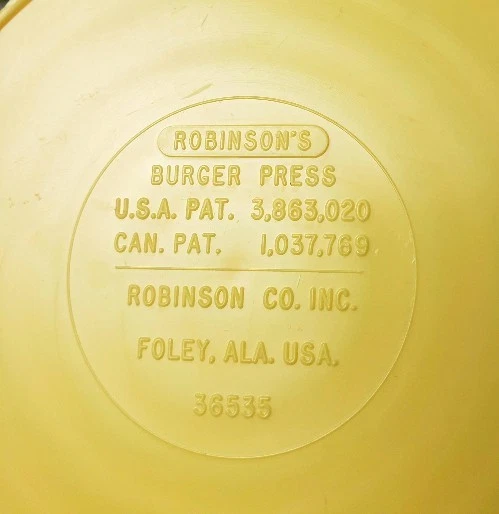 ROBINSON'S
BURGER PRESS
U.S.A. PAT. 3,863,020
CAN. PAT. 1,037,769
ROBINSON CO. INC.
FOLEY, ALA. USA.
36535